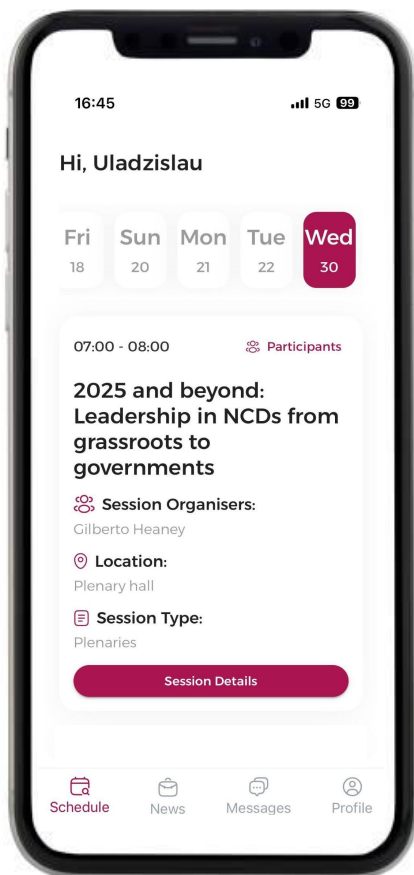 16:45
5G 99
Hi, Uladzislau
Fri Sun Mon Tue Wed
18 20 21 22 30
07:00 - 08:00 Participants
2025 and beyond:
Leadership in NCDs from
grassroots to
governments
Session Organisers:
Gilberto Heaney
Location:
Plenary hall
Session Type:
Plenaries
Session Details
Schedule News Messages Profile